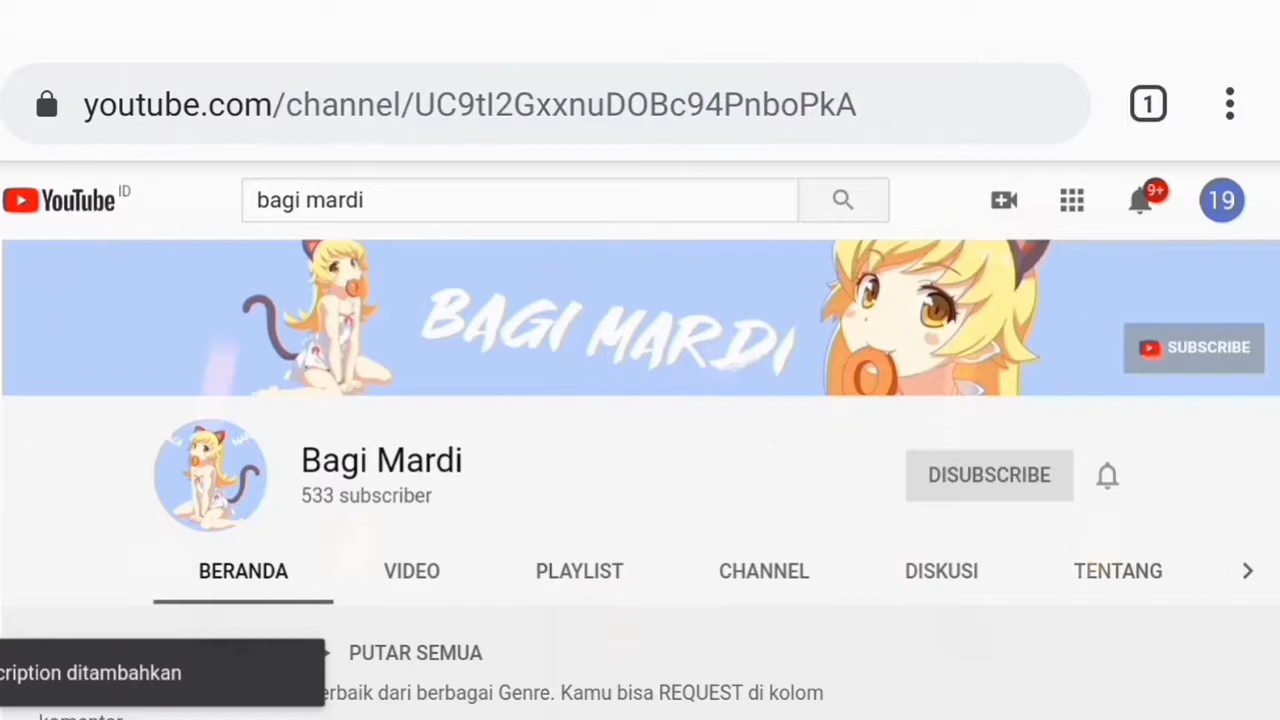 youtube.com/channel/UC9tI2GxxnuDOBc94PnboPkA
1
YouTube ID
bagi mardi
9+
19
BAGI MARDI
SUBSCRIBE
Bagi Mardi
533 subscriber
DISUBSCRIBE
BERANDA VIDEO PLAYLIST CHANNEL DISKUSI TENTANG
PUTAR SEMUA
cription ditambahkan
erbaik dari berbagai Genre. Kamu bisa REQUEST di kolom